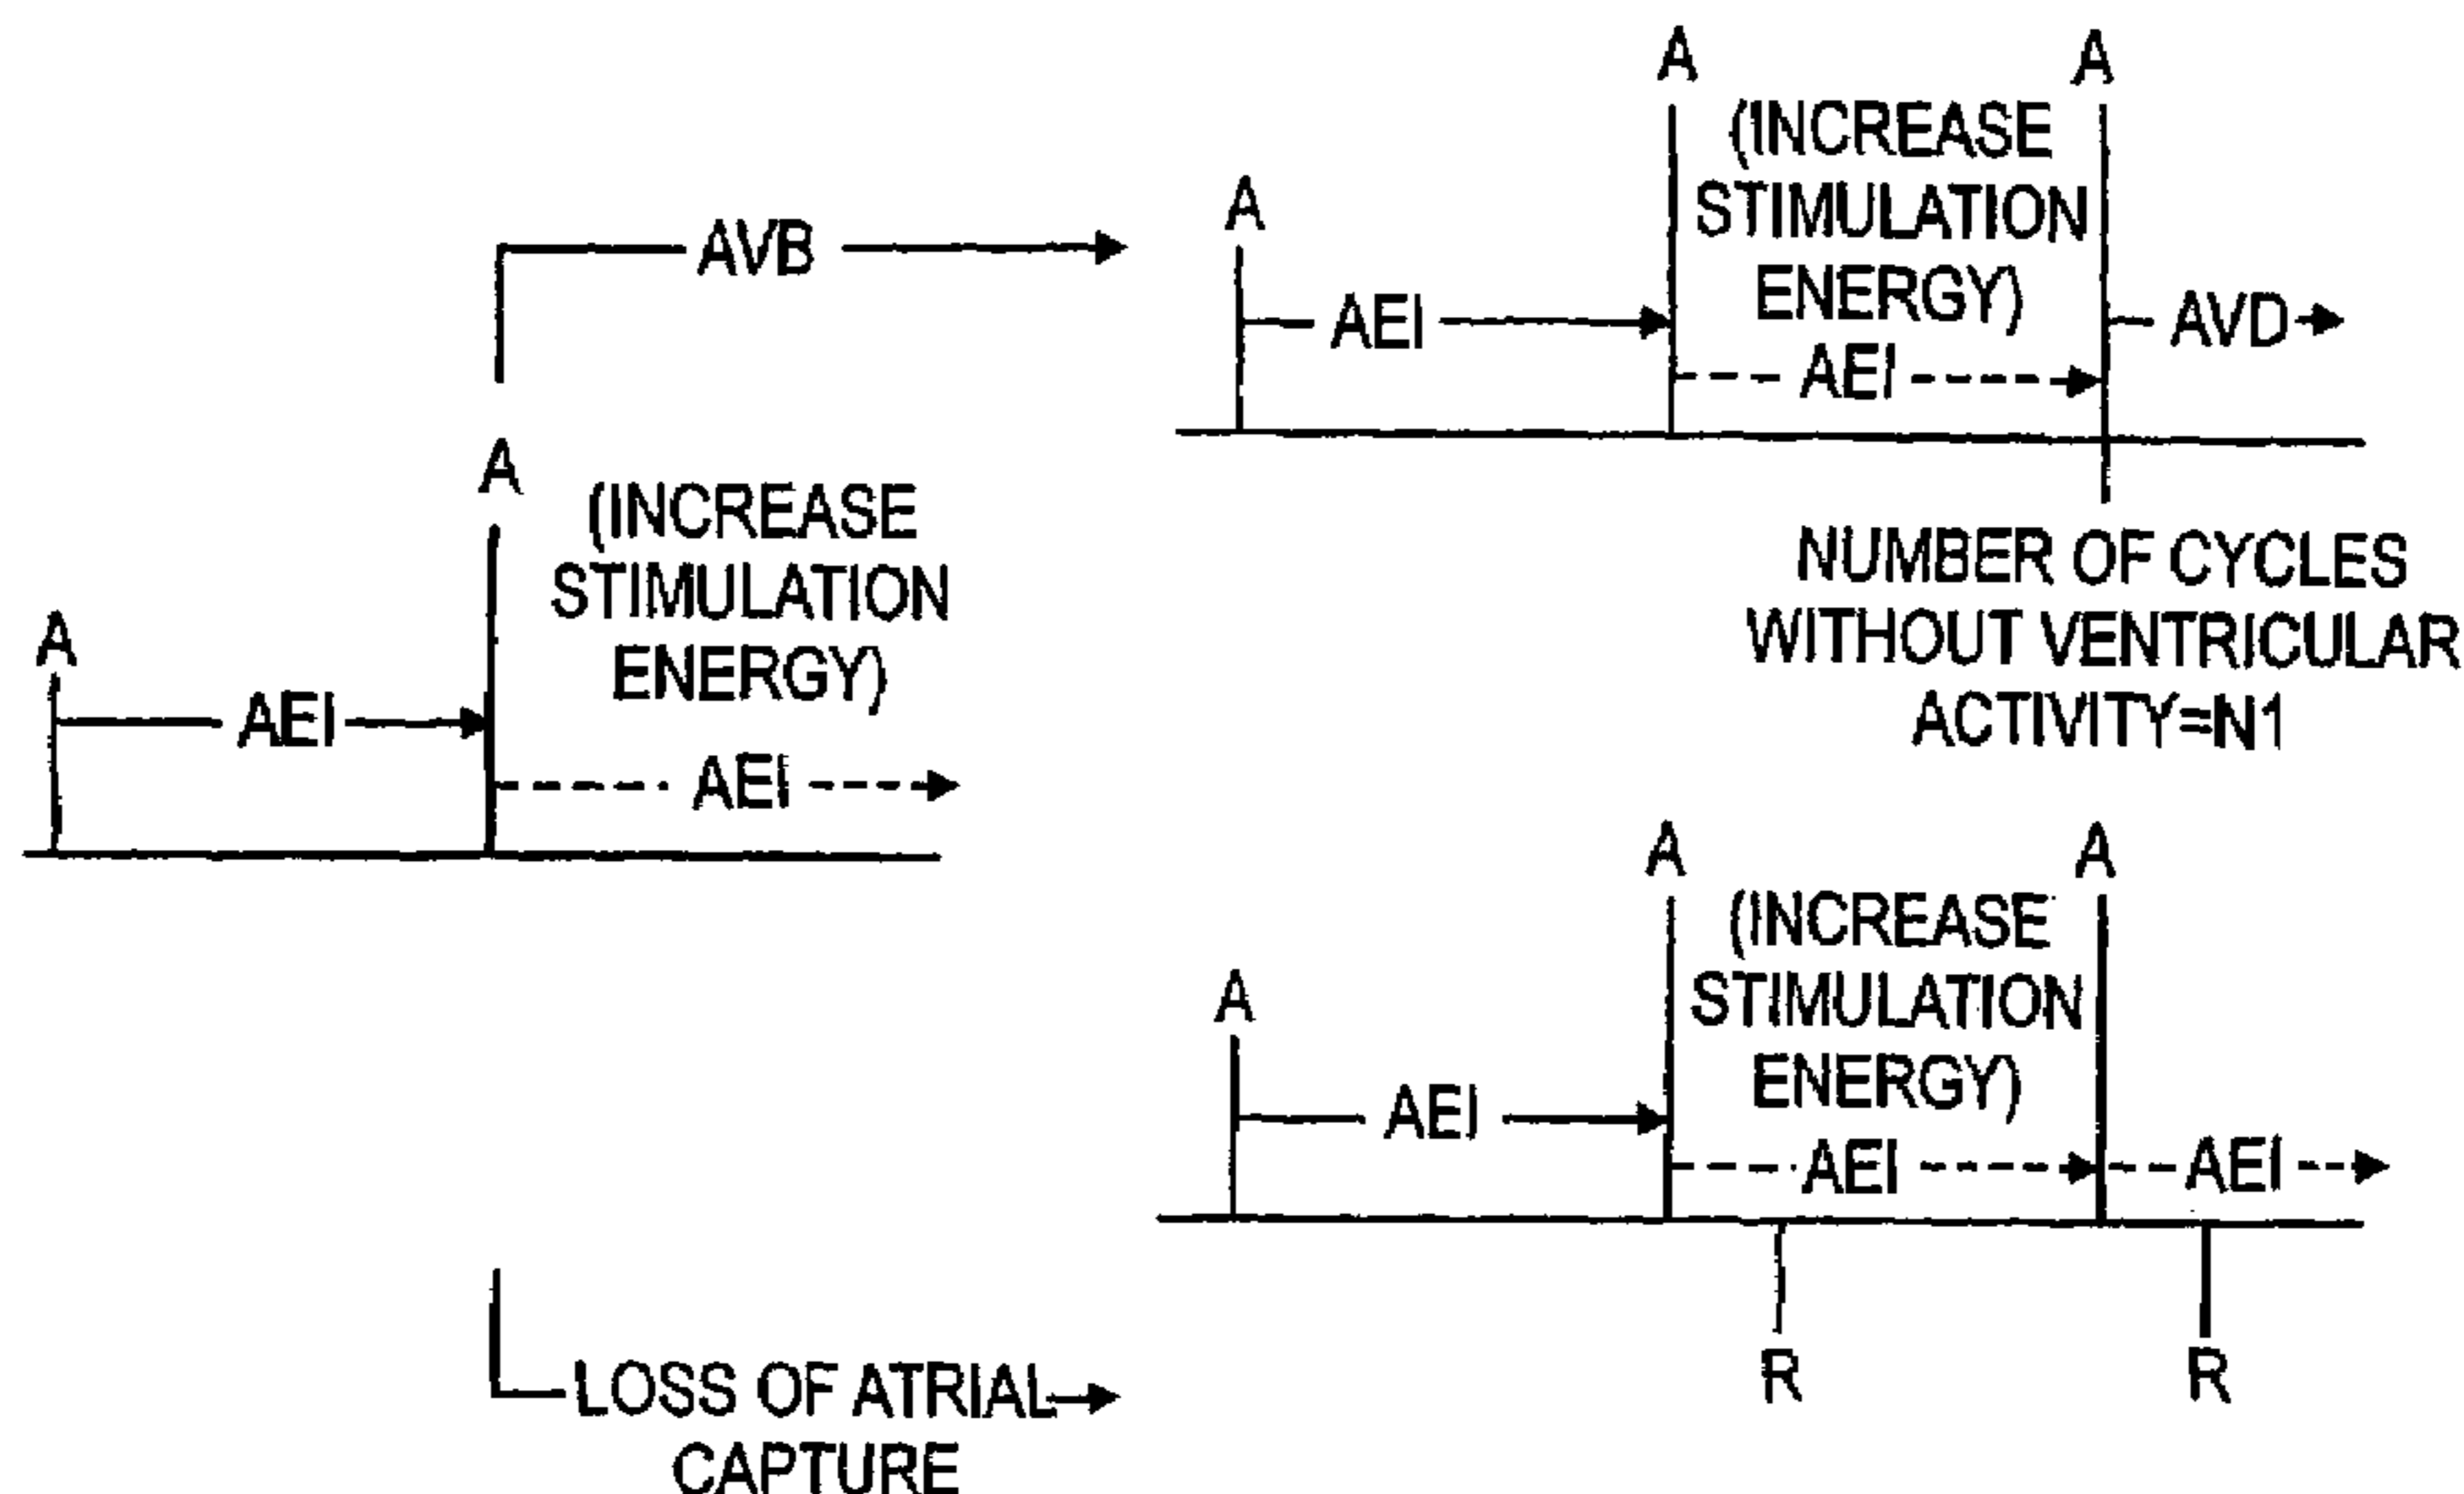 A
AEI
A
(INCREASE
STIMULATION
ENERGY)
AEI
AVB
A
AEI
A
(INCREASE
STIMULATION
ENERGY)
AEI
A
AVD
NUMBER OF CYCLES
WITHOUT VENTRICULAR
ACTIVITY=N1
LOSS OF ATRIAL
CAPTURE
A
AEI
A
(INCREASE
STIMULATION
ENERGY)
AEI
A
AEI
R
R